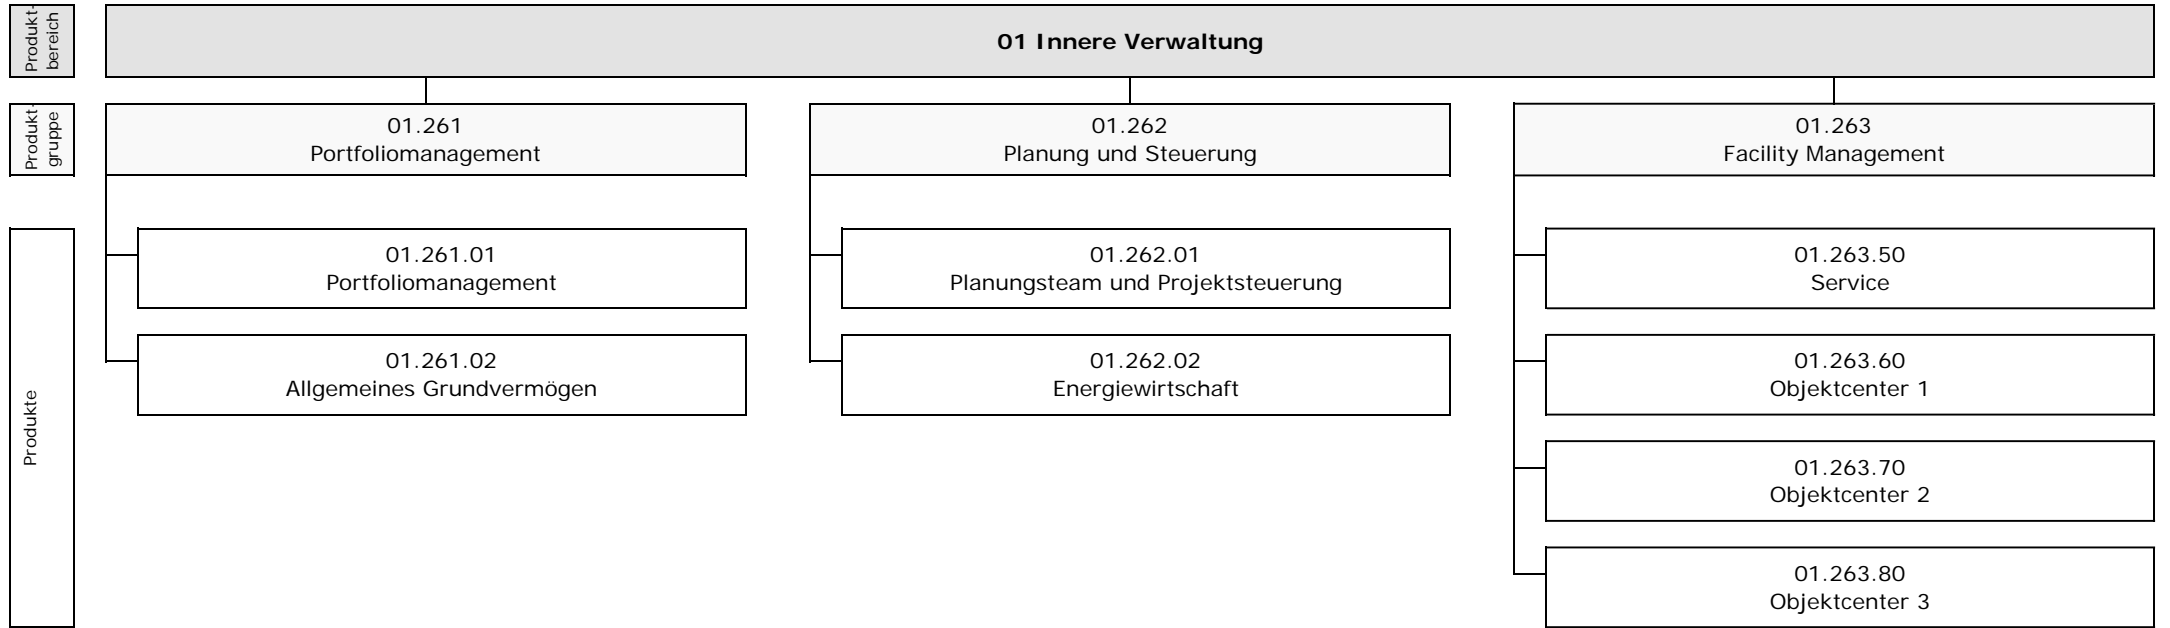 Produkt-
bereich
01 Innere Verwaltung
Produkt-
gruppe
01.261
Portfoliomanagement
01.262
Planung und Steuerung
01.263
Facility Management
Produkte
01.261.01
Portfoliomanagement
01.262.01
Planungsteam und Projektsteuerung
01.263.50
Service
01.261.02
Allgemeines Grundvermögen
01.262.02
Energiewirtschaft
01.263.60
Objektcenter 1
01.263.70
Objektcenter 2
01.263.80
Objektcenter 3